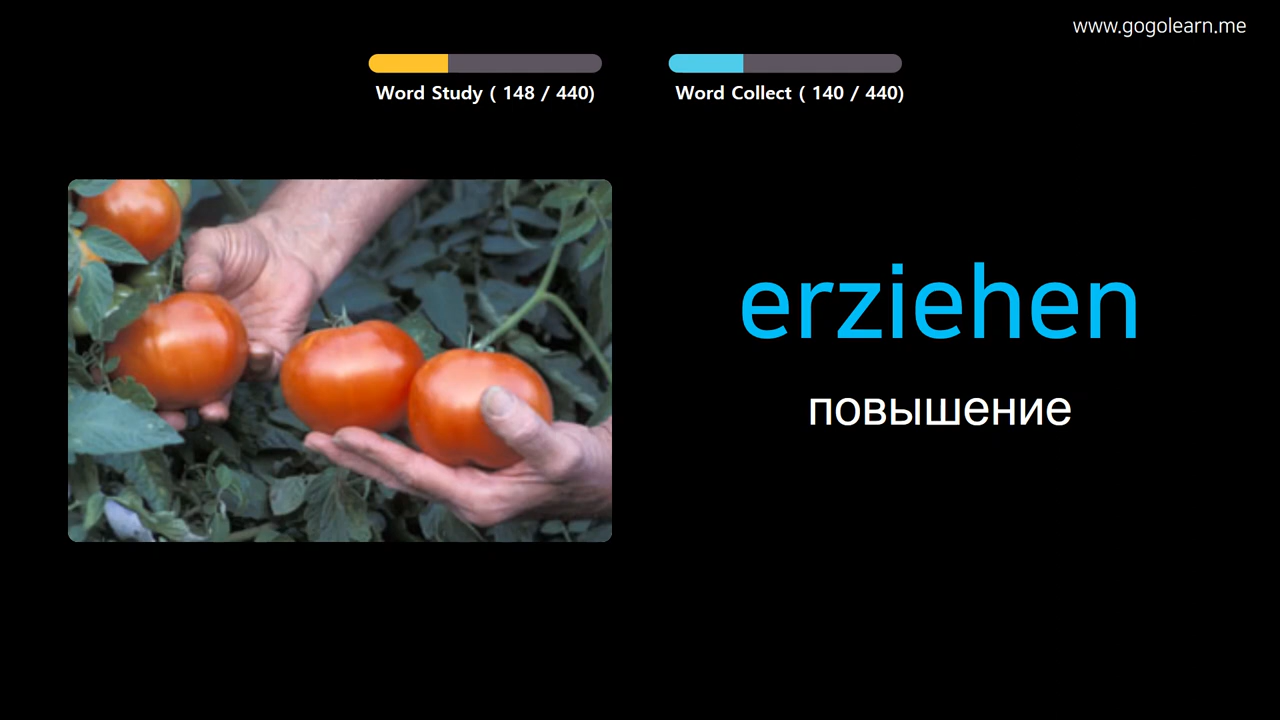 www.gogolearn.me
Word Study ( 148 / 440)
Word Collect ( 140 / 440)
erziehen
повышение